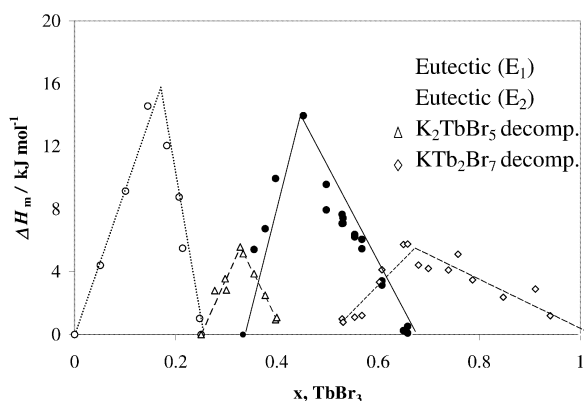 20
16
12
8
4
0
ΔHm / kJ mol⁻¹
Eutectic (E₁)
Eutectic (E₂)
K₂TbBr₅ decomp.
KTb₂Br₇ decomp.
0 0.2 0.4 0.6 0.8 1
x, TbBr₃